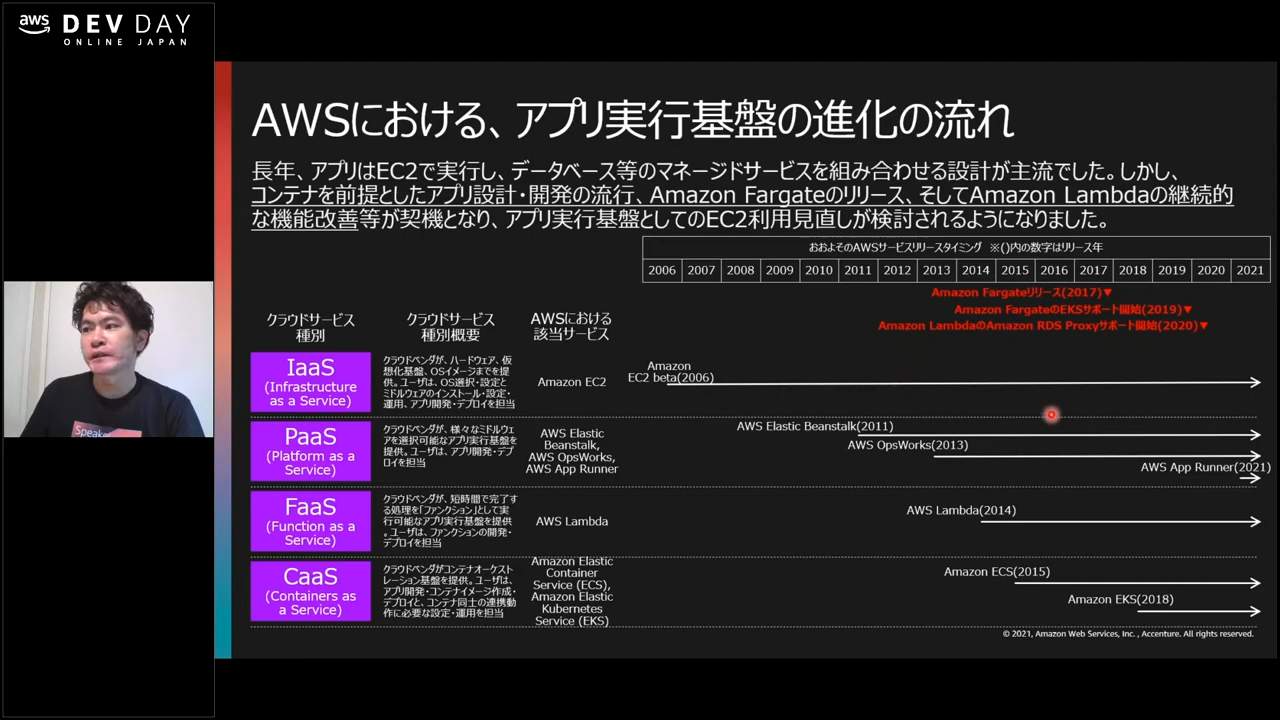 aws DEV DAY
ONLINE JAPAN
AWSにおける、アプリ実行基盤の進化の流れ
長年、アプリはEC2で実行し、データベース等のマネージドサービスを組み合わせる設計が主流でした。しかし、
コンテナを前提としたアプリ設計・開発の流行、Amazon Fargateのリリース、そしてAmazon Lambdaの継続的
な機能改善等が契機となり、アプリ実行基盤としてのEC2利用見直しが検討されるようになりました。
おおよそのAWSサービスリリースタイミング ※()内の数字はリリース年
2006 2007 2008 2009 2010 2011 2012 2013 2014 2015 2016 2017 2018 2019 2020 2021
Amazon Fargateリリース(2017)▼
Amazon FargateのEKSサポート開始(2019)▼
Amazon LambdaのAmazon RDS Proxyサポート開始(2020)▼
クラウドサービス
種別
クラウドサービス
種別概要
AWSにおける
該当サービス
IaaS
(Infrastructure
as a Service)
クラウドベンダが、ハードウェア、仮
想化基盤、OSイメージまでを提
供。ユーザは、OS選択・設定と
ミドルウェアのインストール・設定・
運用、アプリ開発・デプロイを担当
Amazon EC2
Amazon
EC2 beta(2006)
PaaS
(Platform as a
Service)
クラウドベンダが、様々なミドルウェ
アを選択可能なアプリ実行基盤を
提供。ユーザは、アプリ開発・デプ
ロイを担当
AWS Elastic
Beanstalk,
AWS OpsWorks,
AWS App Runner
AWS Elastic Beanstalk(2011)
AWS OpsWorks(2013)
AWS App Runner(2021)
FaaS
(Function as a
Service)
クラウドベンダが、短時間で完了す
る処理を「ファンクション」として実
行可能なアプリ実行基盤を提供
。ユーザは、ファンクションの開発・
デプロイを担当
AWS Lambda
AWS Lambda(2014)
CaaS
(Containers as
a Service)
クラウドベンダがコンテナオーケスト
レーション基盤を提供。ユーザは、
アプリ開発・コンテナイメージ作成・
デプロイと、コンテナ同士の連携動
作に必要な設定・運用を担当
Amazon Elastic
Container
Service (ECS),
Amazon Elastic
Kubernetes
Service (EKS)
Amazon ECS(2015)
Amazon EKS(2018)
© 2021, Amazon Web Services, Inc. , Accenture. All rights reserved.
Speaker